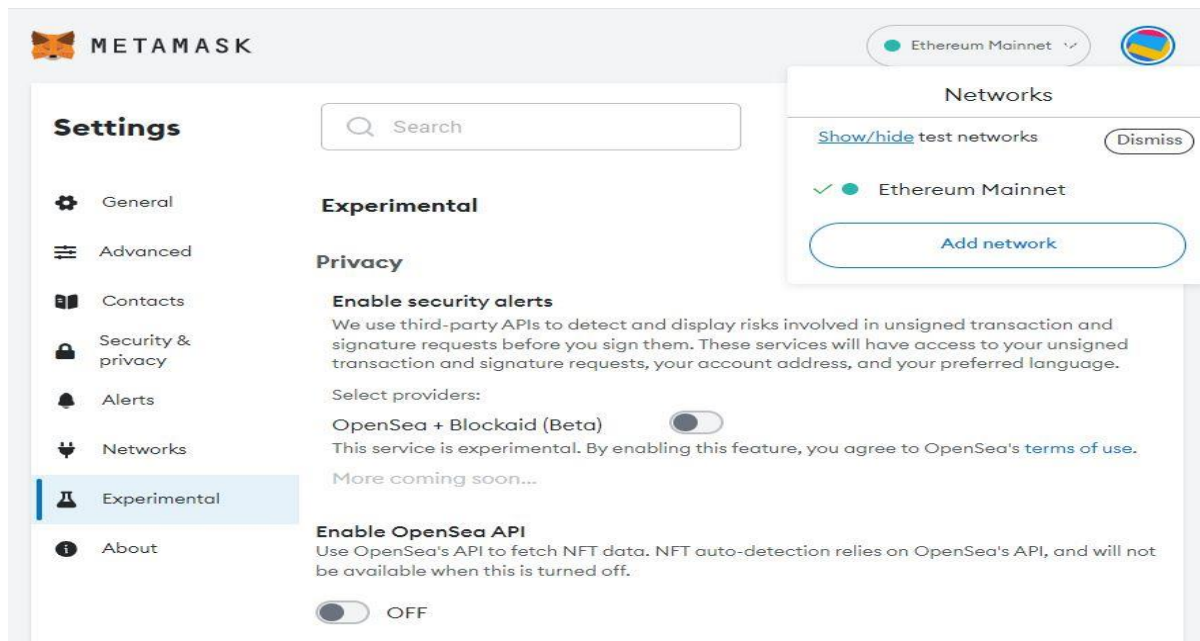 METAMASK
Ethereum Mainnet
Networks
Show/hide test networks
Dismiss
Ethereum Mainnet
Add network
Settings
Search
General
Advanced
Contacts
Security &
privacy
Alerts
Networks
Experimental
About
Experimental
Privacy
Enable security alerts
We use third-party APIs to detect and display risks involved in unsigned transaction and
signature requests before you sign them. These services will have access to your unsigned
transaction and signature requests, your account address, and your preferred language.
Select providers:
OpenSea + Blockaid (Beta)
This service is experimental. By enabling this feature, you agree to OpenSea's terms of use.
More coming soon...
Enable OpenSea API
Use OpenSea's API to fetch NFT data. NFT auto-detection relies on OpenSea's API, and will not
be available when this is turned off.
OFF